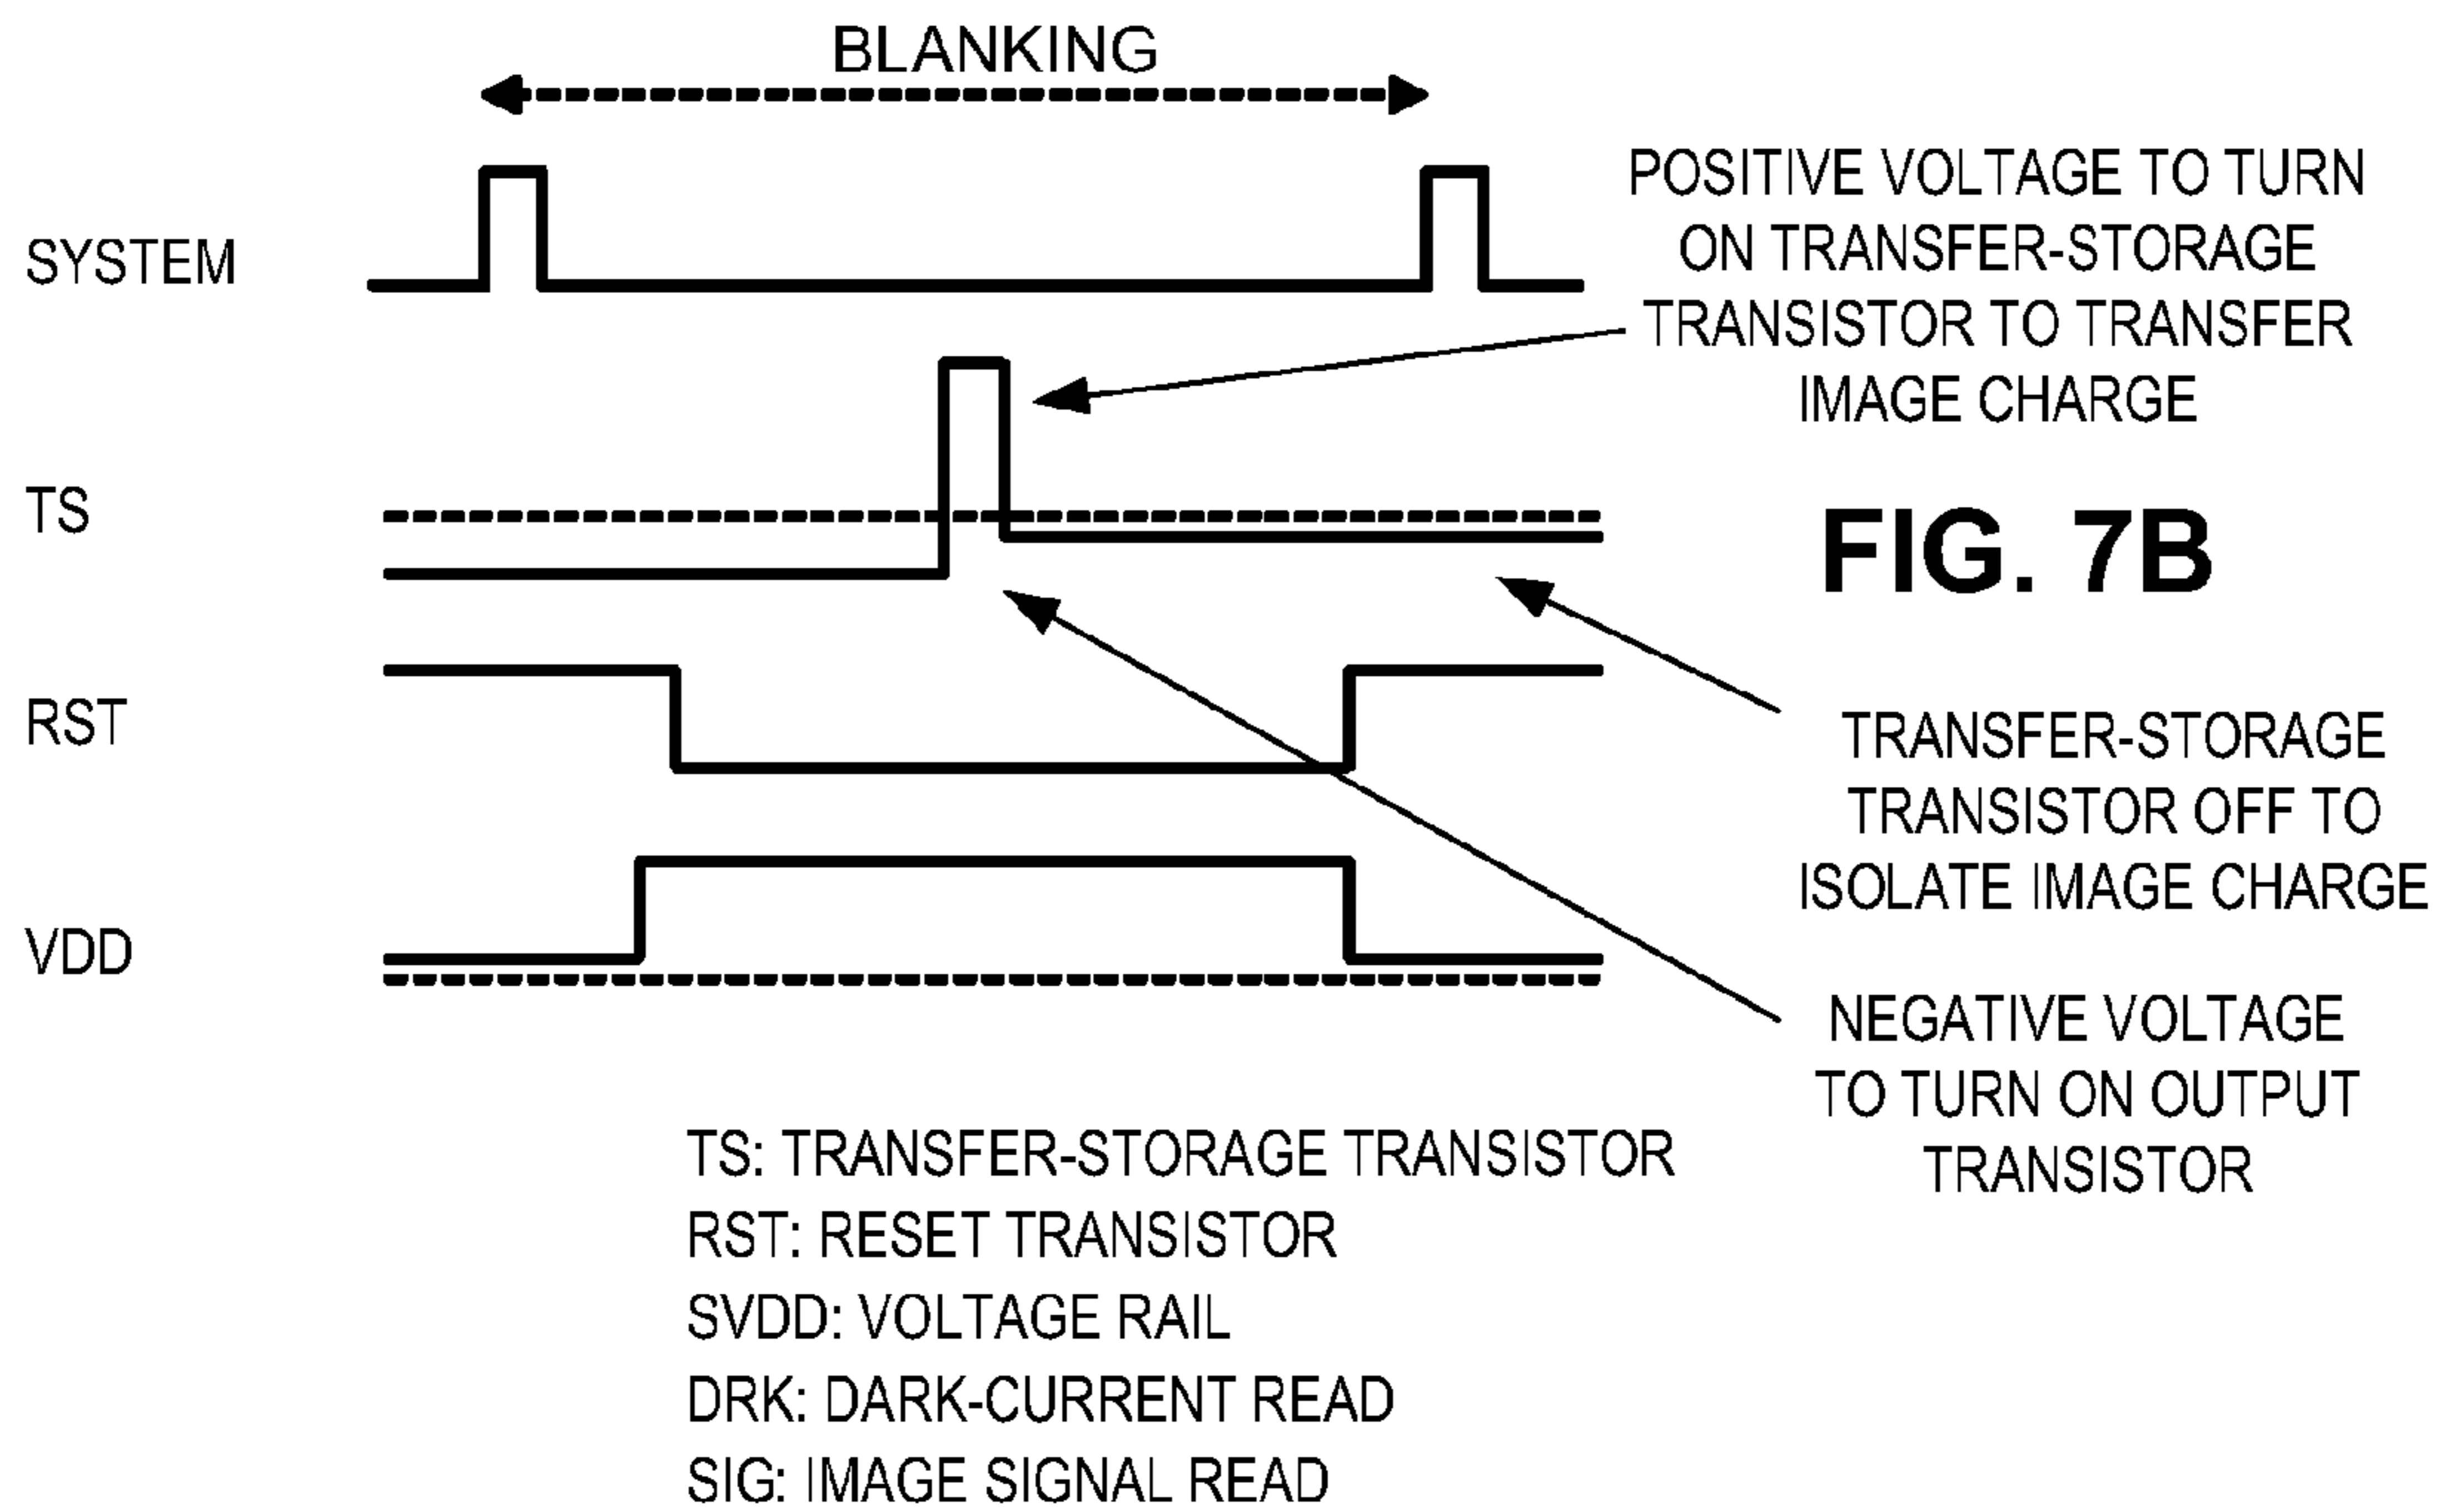 BLANKING
SYSTEM
POSITIVE VOLTAGE TO TURN
ON TRANSFER-STORAGE
TRANSISTOR TO TRANSFER
IMAGE CHARGE
TS
FIG. 7B
RST
TRANSFER-STORAGE
TRANSISTOR OFF TO
ISOLATE IMAGE CHARGE
VDD
NEGATIVE VOLTAGE
TO TURN ON OUTPUT
TRANSISTOR
TS: TRANSFER-STORAGE TRANSISTOR
RST: RESET TRANSISTOR
SVDD: VOLTAGE RAIL
DRK: DARK-CURRENT READ
SIG: IMAGE SIGNAL READ